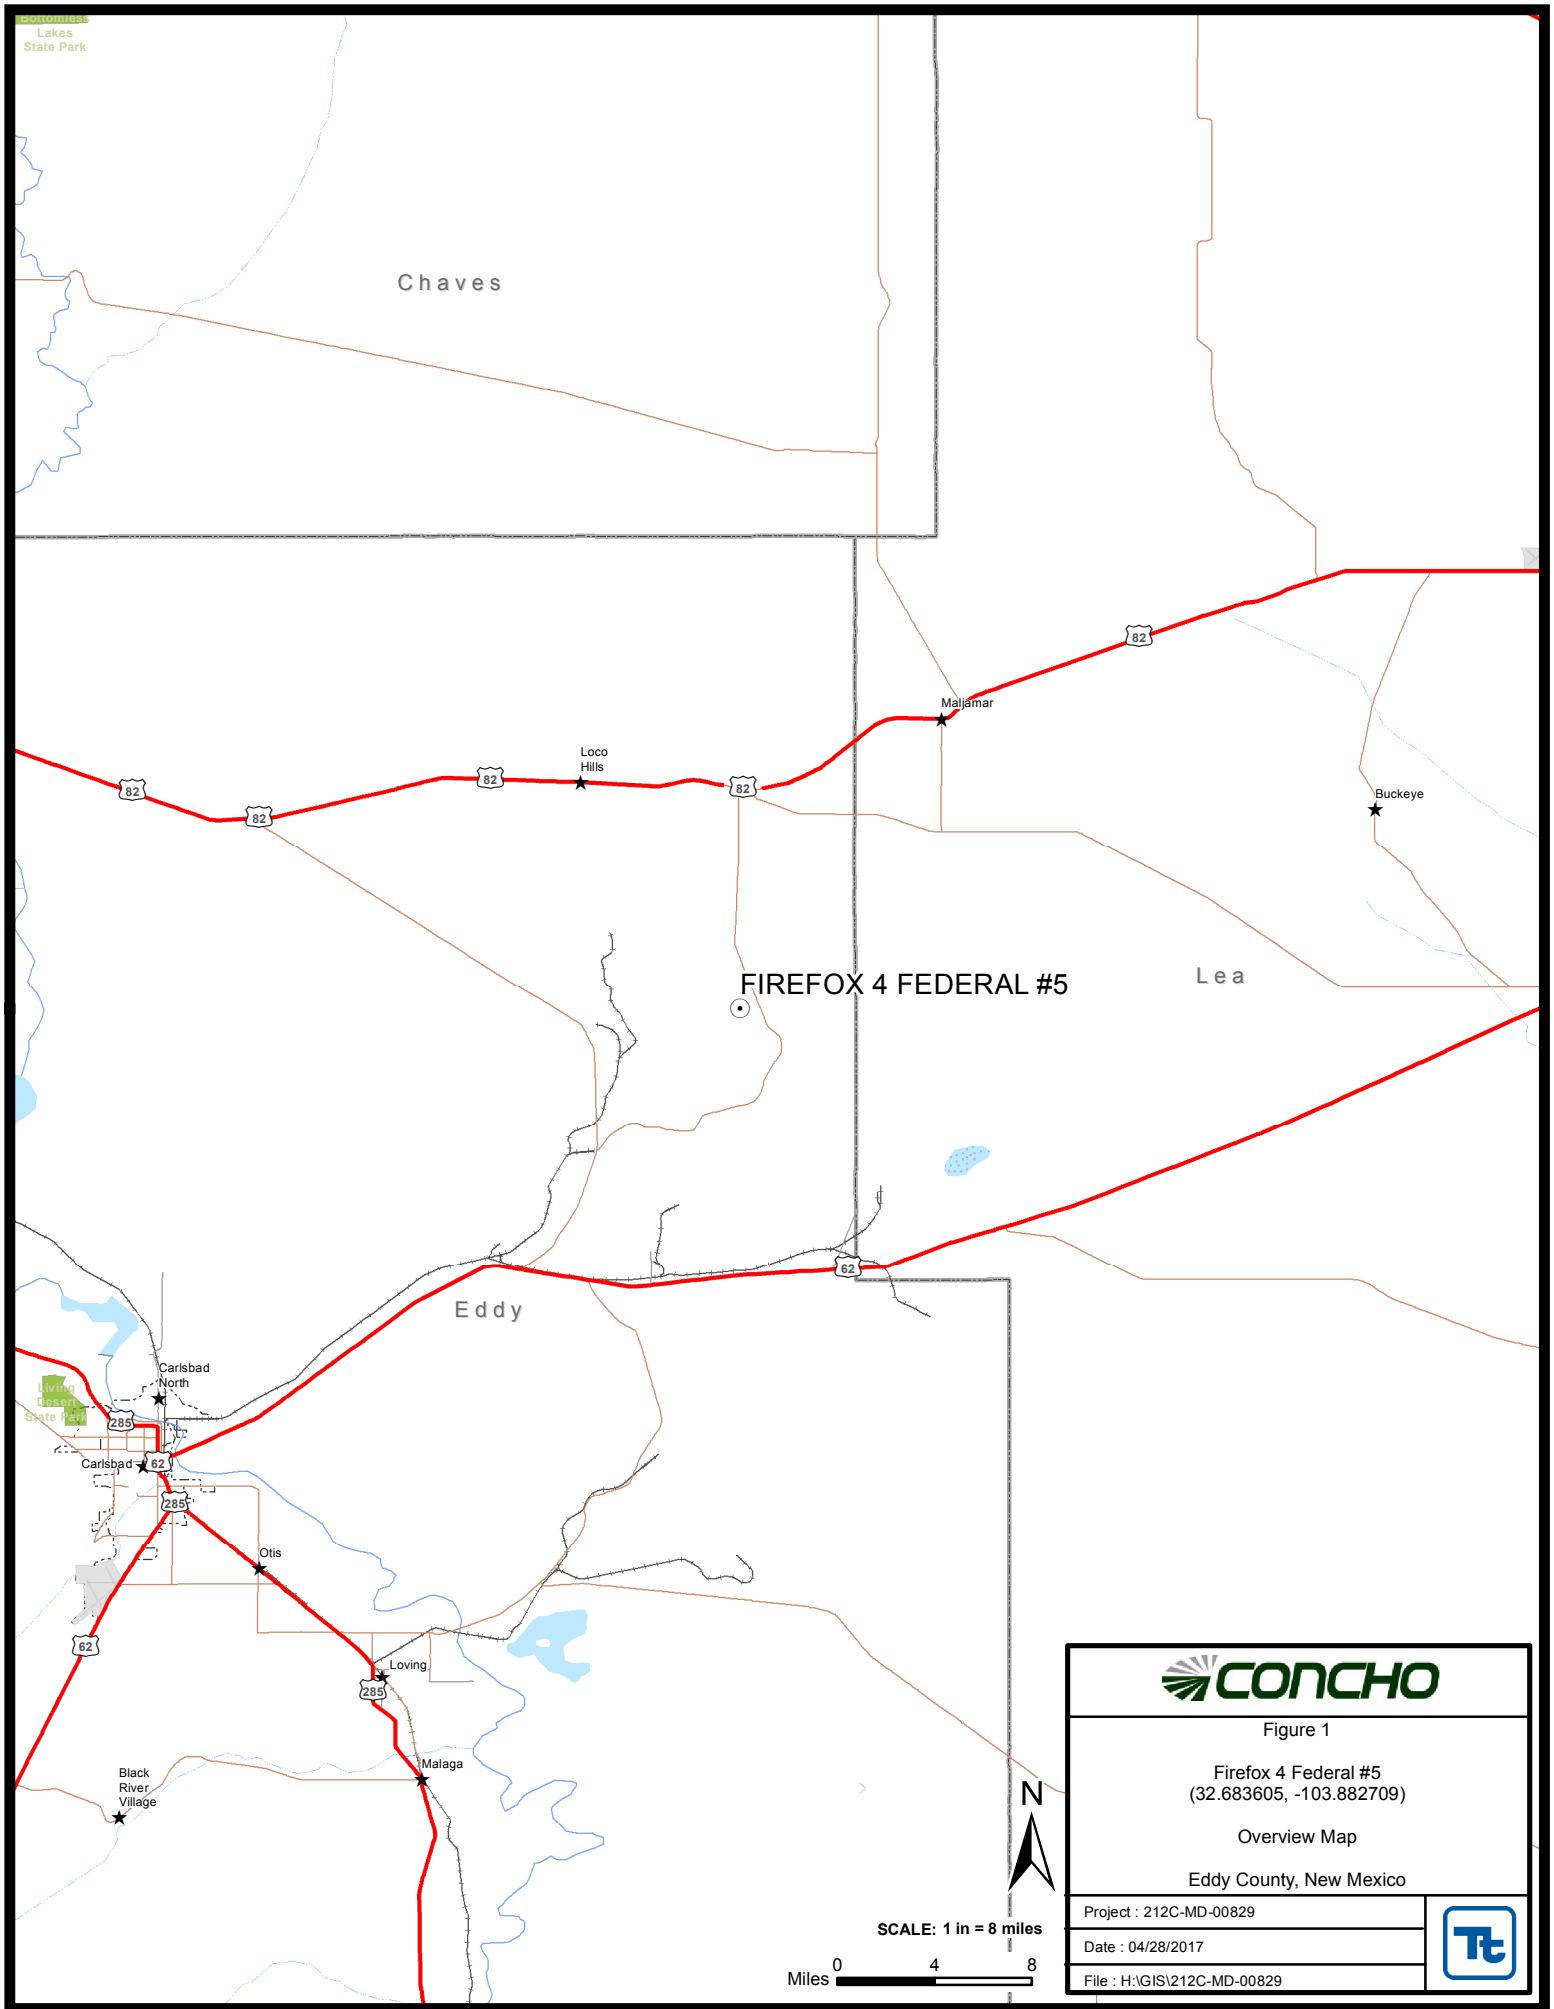 Bottomless
Lakes
State Park
Chaves
82
Maljamar
Loco
Hills
82
82
82
82
Buckeye
FIREFOX 4 FEDERAL #5
Lea
62
Eddy
Carlsbad
North
Living
Desert
State Park
285
Carlsbad
62
285
Otis
62
Loving
285
Malaga
Black
River
Village
N
SCALE: 1 in = 8 miles
0 4 8
Miles
CONCHO
Figure 1
Firefox 4 Federal #5
(32.683605, -103.882709)
Overview Map
Eddy County, New Mexico
Project : 212C-MD-00829
Date : 04/28/2017
File : H:\GIS\212C-MD-00829
Tt